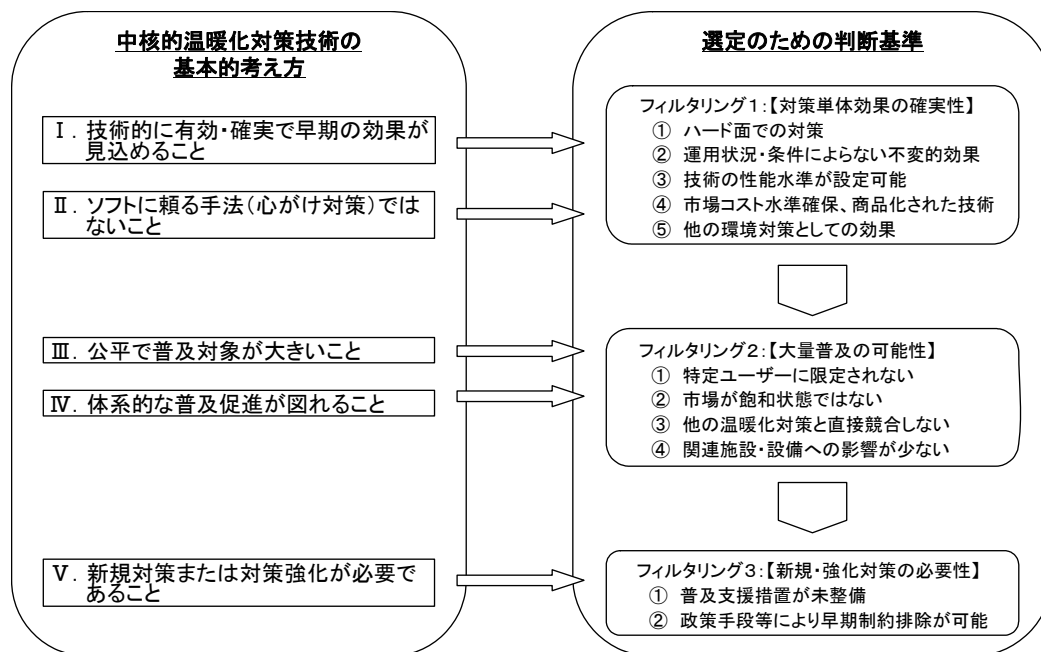 中核的温暖化対策技術の
基本的考え方
Ⅰ．技術的に有効・確実で早期の効果が
見込めること
Ⅱ．ソフトに頼る手法（心がけ対策）では
ないこと
Ⅲ．公平で普及対象が大きいこと
Ⅳ．体系的な普及促進が図れること
Ⅴ．新規対策または対策強化が必要で
あること
選定のための判断基準
フィルタリング１：【対策単体効果の確実性】
① ハード面での対策
② 運用状況・条件によらない不変的効果
③ 技術の性能水準が設定可能
④ 市場コスト水準確保、商品化された技術
⑤ 他の環境対策としての効果
フィルタリング２：【大量普及の可能性】
① 特定ユーザーに限定されない
② 市場が飽和状態ではない
③ 他の温暖化対策と直接競合しない
④ 関連施設・設備への影響が少ない
フィルタリング３：【新規・強化対策の必要性】
① 普及支援措置が未整備
② 政策手段等により早期制約排除が可能